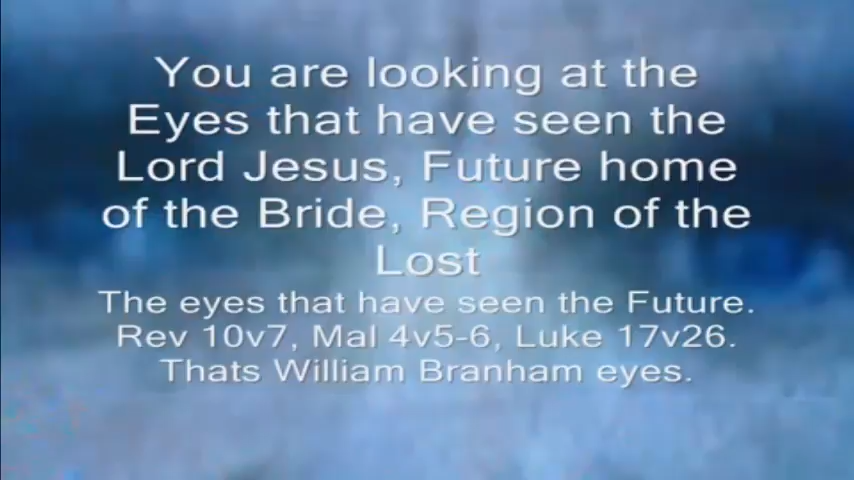 You are looking at the
Eyes that have seen the
Lord Jesus, Future home
of the Bride, Region of the
Lost
The eyes that have seen the Future.
Rev 10v7, Mal 4v5-6, Luke 17v26.
Thats William Branham eyes.